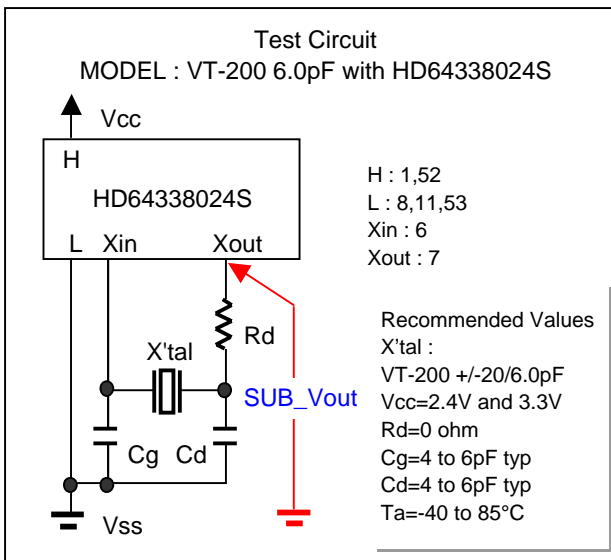 Test Circuit
MODEL : VT-200 6.0pF with HD64338024S
Vcc
H
HD64338024S
L Xin Xout
H : 1,52
L : 8,11,53
Xin : 6
Xout : 7
Rd
X'tal
SUB_Vout
Cg Cd
Vss
Recommended Values
X'tal :
VT-200 +/-20/6.0pF
Vcc=2.4V and 3.3V
Rd=0 ohm
Cg=4 to 6pF typ
Cd=4 to 6pF typ
Ta=-40 to 85°C